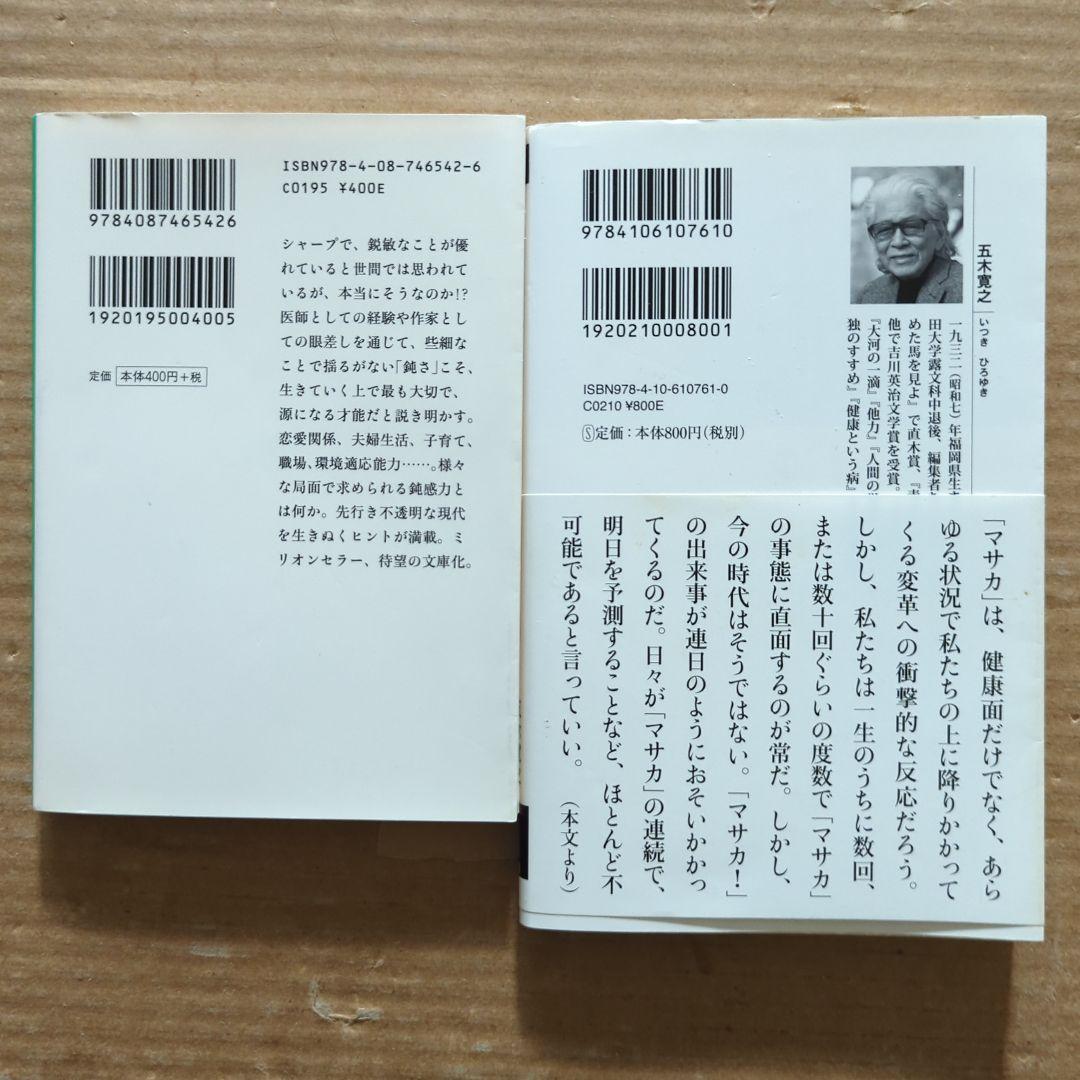 ISBN978-4-08-746542-6
C0195 ¥400E
9784087465426
1920195004005
定価 本体400円+税
シャープで、鋭敏なことが優
れていると世間では思われて
いるが、本当にそうなのか!?
医師としての経験や作家とし
ての眼差しを通じて、些細な
ことで揺るがない「鈍さ」こそ、
生きていく上で最も大切で、
源になる才能だと説き明かす。
恋愛関係、夫婦生活、子育て、
職場、環境適応能力……。様々
な局面で求められる鈍感力と
は何か。先行き不透明な現代
を生きぬくヒントが満載。ミ
リオンセラー、待望の文庫化。
9784106107610
1920210008001
ISBN978-4-10-610761-0
C0210 ¥800E
Ⓢ定価：本体800円(税別)
五木寛之 いつき ひろゆき
一九三二(昭和七)年福岡県生
田大学露文科中退後、編集者
めた馬を見よ』で直木賞、『
他で吉川英治文学賞を受賞。
『大河の一滴』『他力』『人間の
独のすすめ』『健康という病』
「マサカ」は、健康面だけでなく、あら
ゆる状況で私たちの上に降りかかって
くる変革への衝撃的な反応だろう。
しかし、私たちは一生のうちに数回、
または数十回ぐらいの度数で「マサカ」
の事態に直面するのが常だ。しかし、
今の時代はそうではない。「マサカ！」
の出来事が連日のようにおそいかかっ
てくるのだ。日々が「マサカ」の連続で、
明日を予測することなど、ほとんど不
可能であると言っていい。 (本文より)